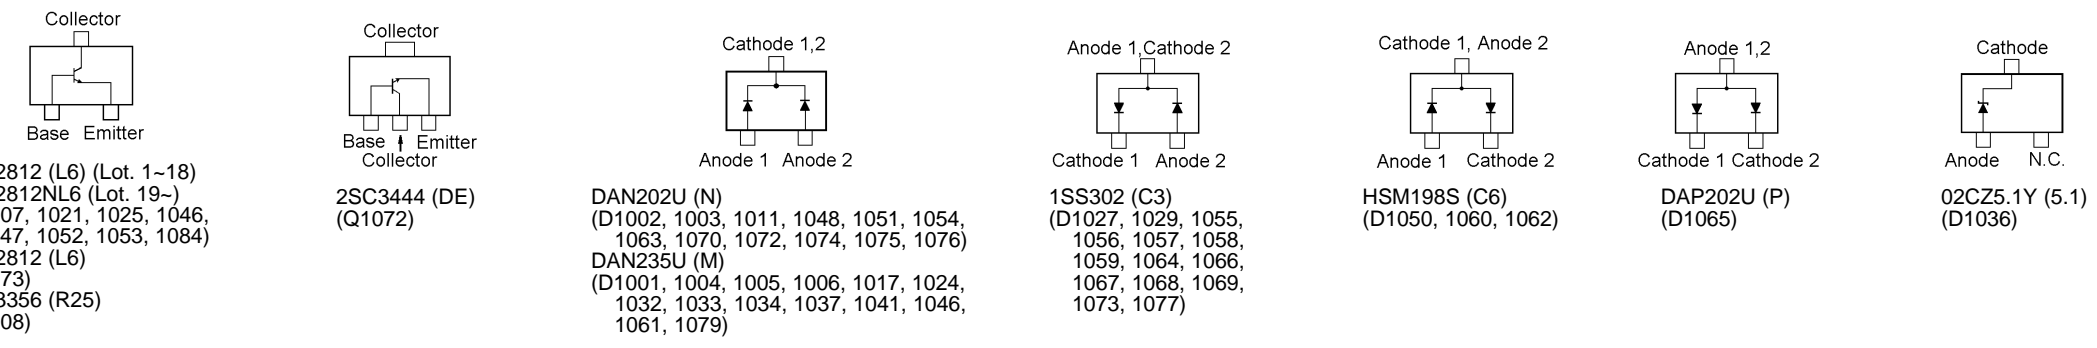 Collector
Base Emitter
2812 (L6) (Lot. 1~18)
2812NL6 (Lot. 19~)
07, 1021, 1025, 1046,
47, 1052, 1053, 1084)
2812 (L6)
73)
3356 (R25)
08)
Collector
Base Emitter
Collector
2SC3444 (DE)
(Q1072)
Cathode 1,2
Anode 1 Anode 2
DAN202U (N)
(D1002, 1003, 1011, 1048, 1051, 1054,
1063, 1070, 1072, 1074, 1075, 1076)
DAN235U (M)
(D1001, 1004, 1005, 1006, 1017, 1024,
1032, 1033, 1034, 1037, 1041, 1046,
1061, 1079)
Anode 1,Cathode 2
Cathode 1 Anode 2
1SS302 (C3)
(D1027, 1029, 1055,
1056, 1057, 1058,
1059, 1064, 1066,
1067, 1068, 1069,
1073, 1077)
Cathode 1, Anode 2
Anode 1 Cathode 2
HSM198S (C6)
(D1050, 1060, 1062)
Anode 1,2
Cathode 1 Cathode 2
DAP202U (P)
(D1065)
Cathode
Anode N.C.
02CZ5.1Y (5.1)
(D1036)